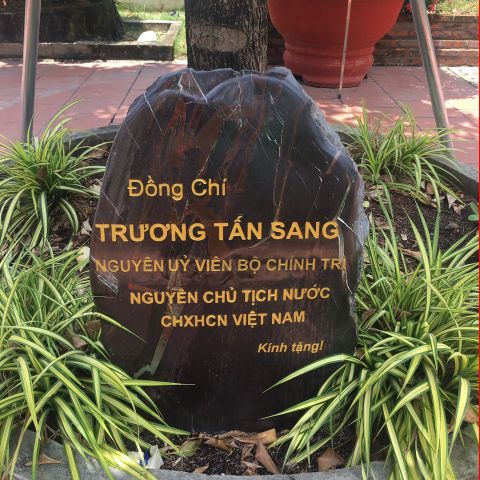 Đồng Chí
TRƯƠNG TẤN SANG
NGUYÊN UỶ VIÊN BỘ CHÍNH TRỊ
NGUYÊN CHỦ TỊCH NƯỚC
CHXHCN VIỆT NAM
Kính tặng!